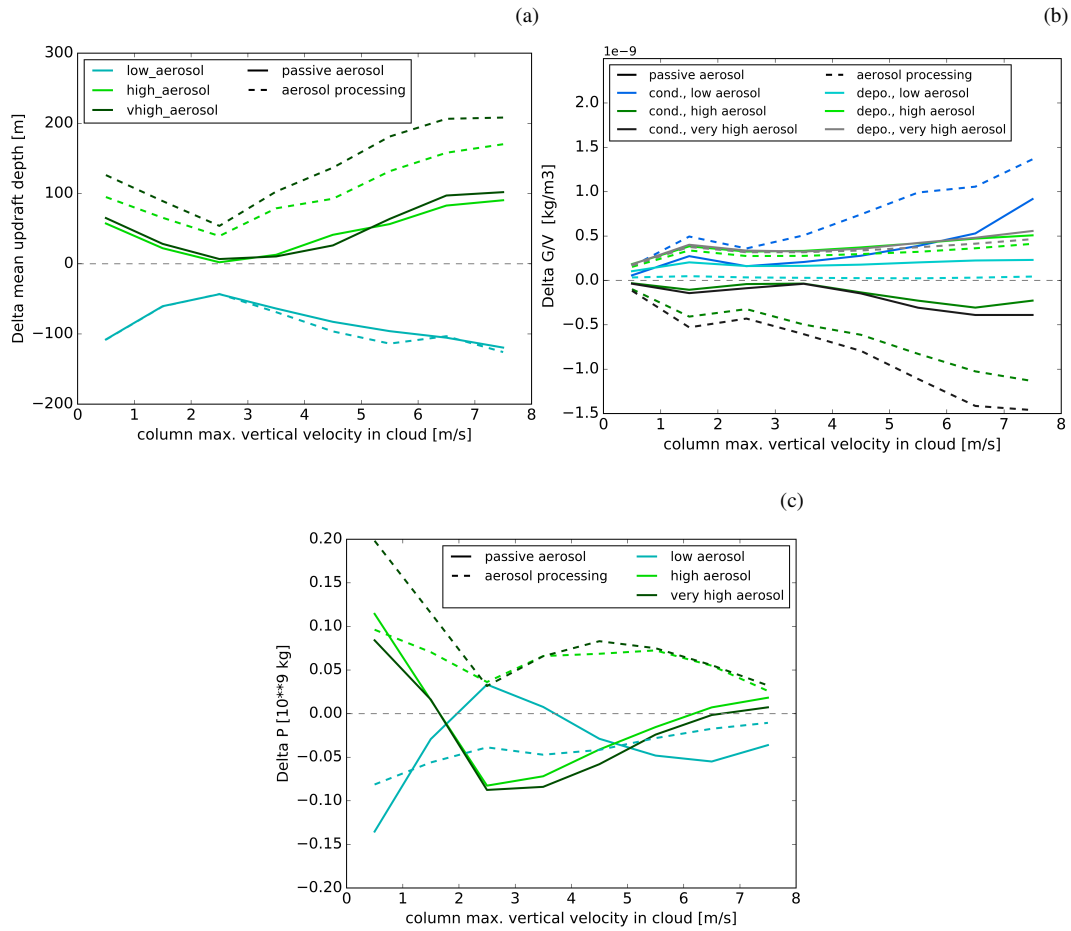 (a)
300
200
100
0
−100
−200
0 1 2 3 4 5 6 7 8
Delta mean updraft depth [m]
column max. vertical velocity in cloud [m/s]
low_aerosol
high_aerosol
vhigh_aerosol
passive aerosol
aerosol processing
(b)
1e−9
2.0
1.5
1.0
0.5
0.0
−0.5
−1.0
−1.5
0 1 2 3 4 5 6 7 8
Delta G/V [kg/m3]
column max. vertical velocity in cloud [m/s]
passive aerosol
cond., low aerosol
cond., high aerosol
cond., very high aerosol
aerosol processing
depo., low aerosol
depo., high aerosol
depo., very high aerosol
(c)
0.20
0.15
0.10
0.05
0.00
−0.05
−0.10
−0.15
−0.20
0 1 2 3 4 5 6 7 8
Delta P [10**9 kg]
column max. vertical velocity in cloud [m/s]
passive aerosol
aerosol processing
low aerosol
high aerosol
very high aerosol